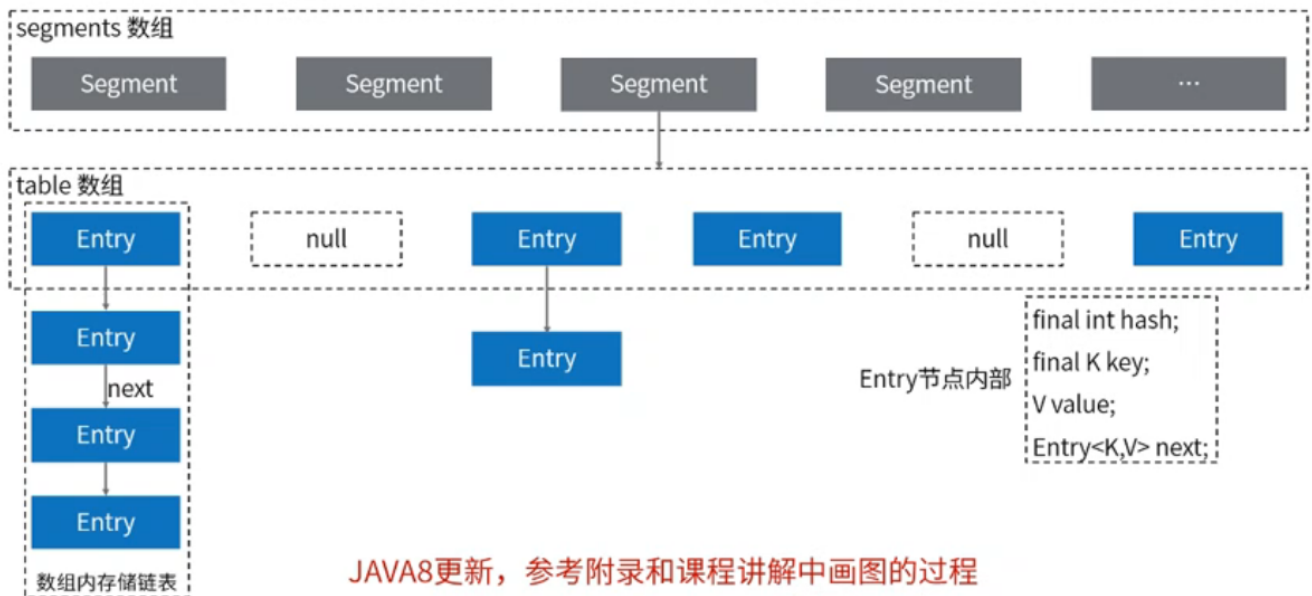 segments 数组
Segment Segment Segment Segment ...
table 数组
Entry null Entry Entry null Entry
Entry
Entry
next
Entry
Entry
数组内存储链表
Entry节点内部
final int hash;
final K key;
V value;
Entry<K,V> next;
JAVA8更新，参考附录和课程讲解中画图的过程